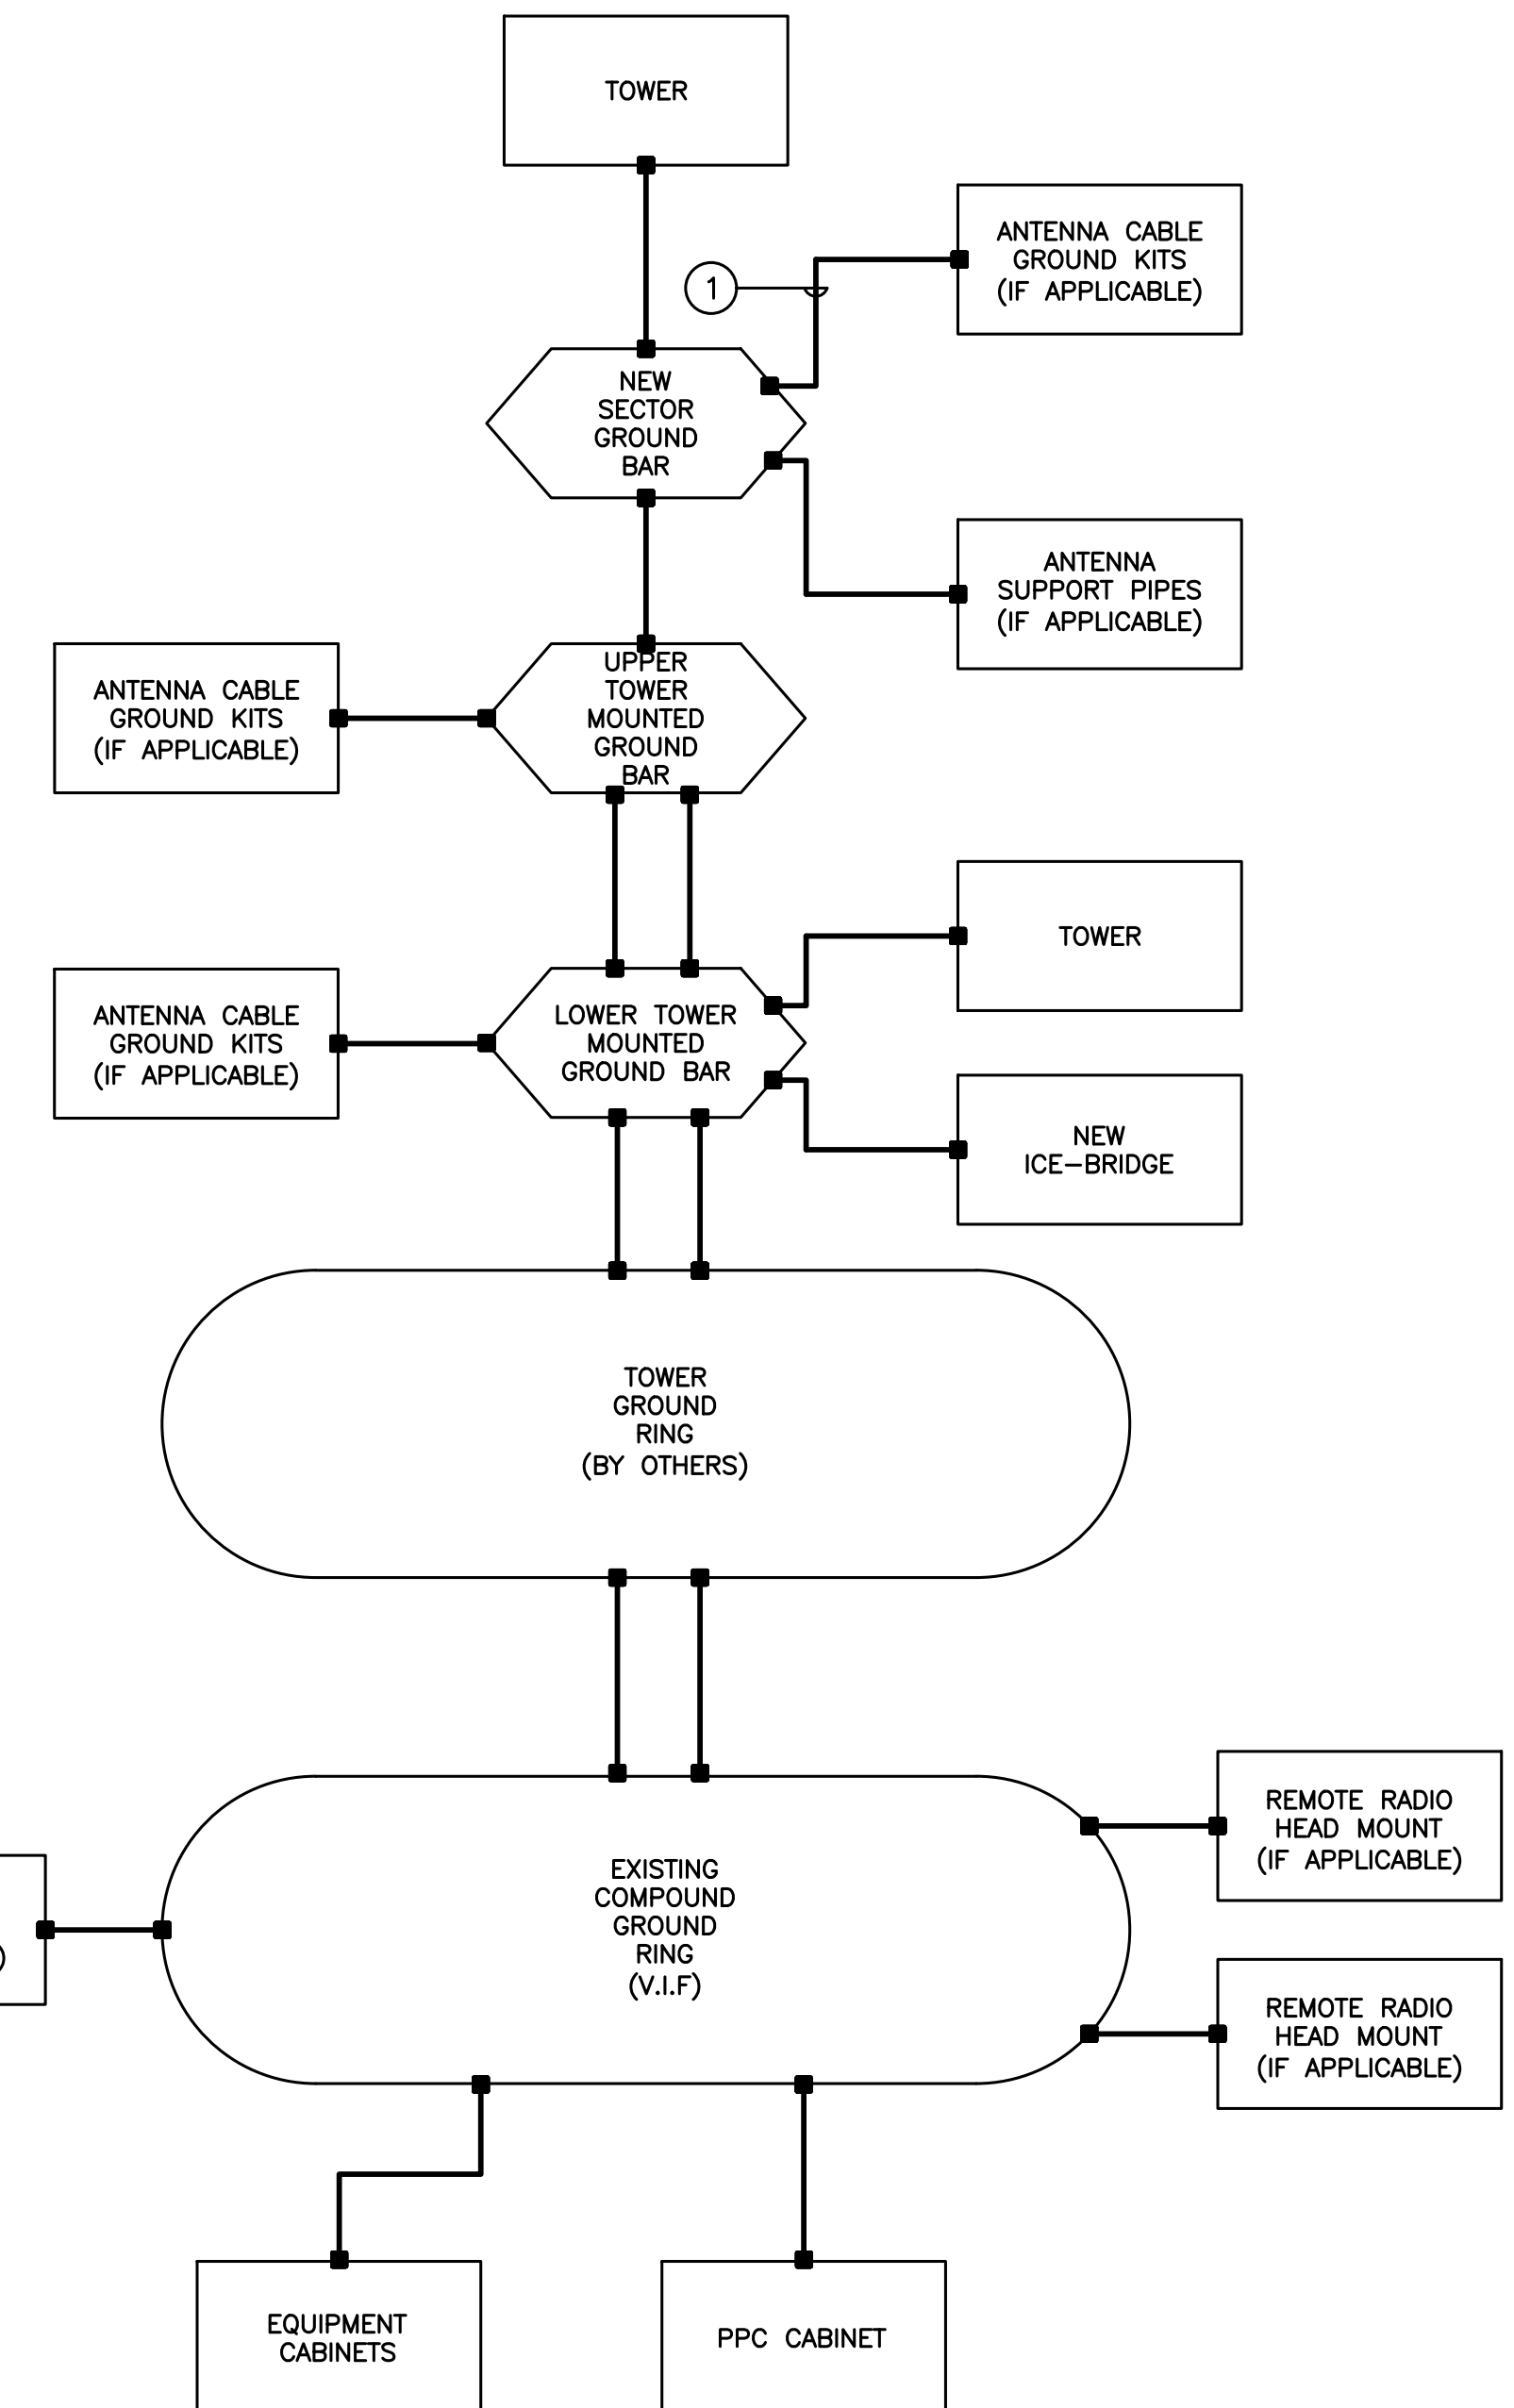 TOWER
ANTENNA CABLE
GROUND KITS
(IF APPLICABLE)
1
NEW
SECTOR
GROUND
BAR
ANTENNA
SUPPORT PIPES
(IF APPLICABLE)
ANTENNA CABLE
GROUND KITS
(IF APPLICABLE)
UPPER
TOWER
MOUNTED
GROUND
BAR
TOWER
ANTENNA CABLE
GROUND KITS
(IF APPLICABLE)
LOWER TOWER
MOUNTED
GROUND BAR
NEW
ICE-BRIDGE
TOWER
GROUND
RING
(BY OTHERS)
REMOTE RADIO
HEAD MOUNT
(IF APPLICABLE)
EXISTING
COMPOUND
GROUND
RING
(V.I.F)
)
REMOTE RADIO
HEAD MOUNT
(IF APPLICABLE)
EQUIPMENT
CABINETS
PPC CABINET